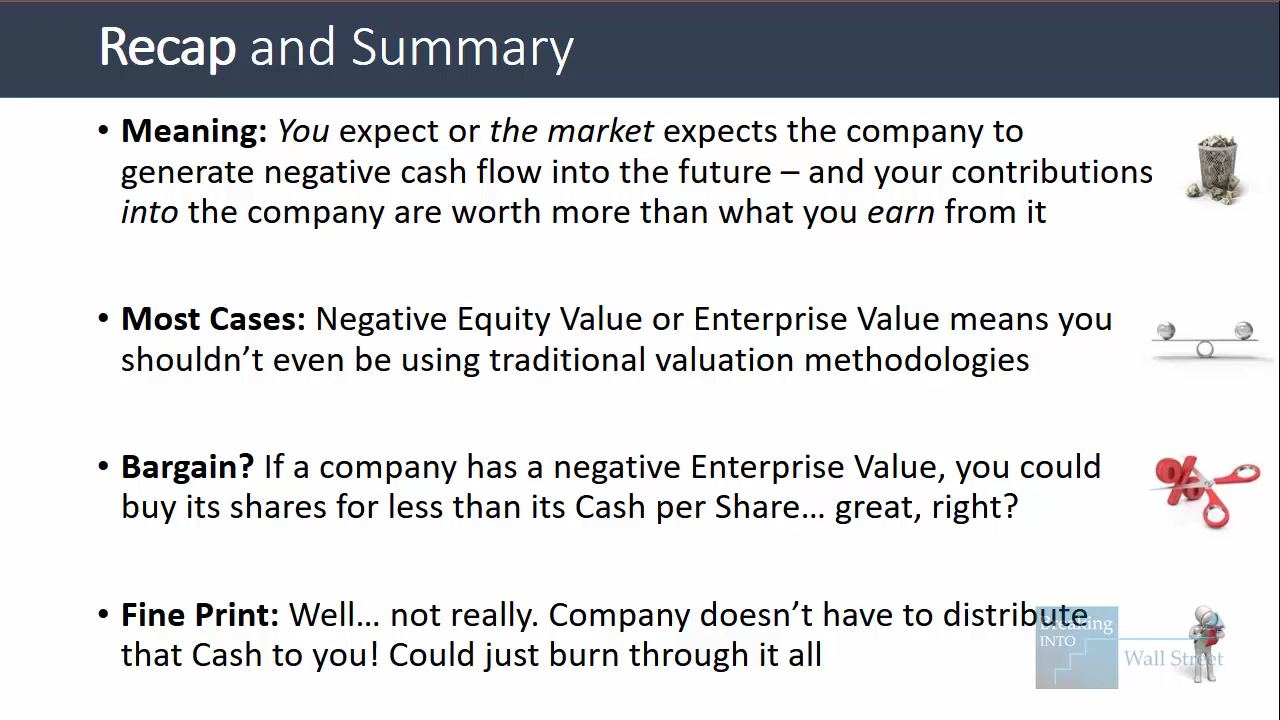 Recap and Summary
• Meaning: You expect or the market expects the company to
generate negative cash flow into the future – and your contributions
into the company are worth more than what you earn from it
• Most Cases: Negative Equity Value or Enterprise Value means you
shouldn’t even be using traditional valuation methodologies
• Bargain? If a company has a negative Enterprise Value, you could
buy its shares for less than its Cash per Share… great, right?
• Fine Print: Well… not really. Company doesn’t have to distribute
that Cash to you! Could just burn through it all
Breaking
INTO
Wall Street